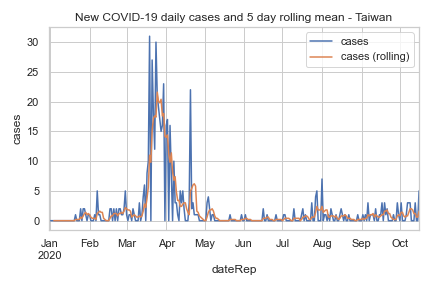 New COVID-19 daily cases and 5 day rolling mean - Taiwan
cases
cases (rolling)
cases
30
25
20
15
10
5
0
Jan Feb Mar Apr May Jun Jul Aug Sep Oct
2020
dateRep